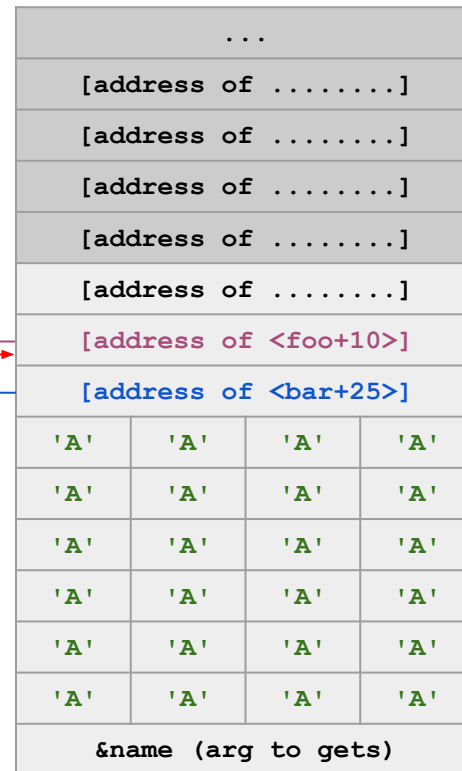 ...
[address of ........]
[address of ........]
[address of ........]
[address of ........]
[address of ........]
[address of <foo+10>]
[address of <bar+25>]
'A' 'A' 'A' 'A'
'A' 'A' 'A' 'A'
'A' 'A' 'A' 'A'
'A' 'A' 'A' 'A'
'A' 'A' 'A' 'A'
'A' 'A' 'A' 'A'
&name (arg to gets)